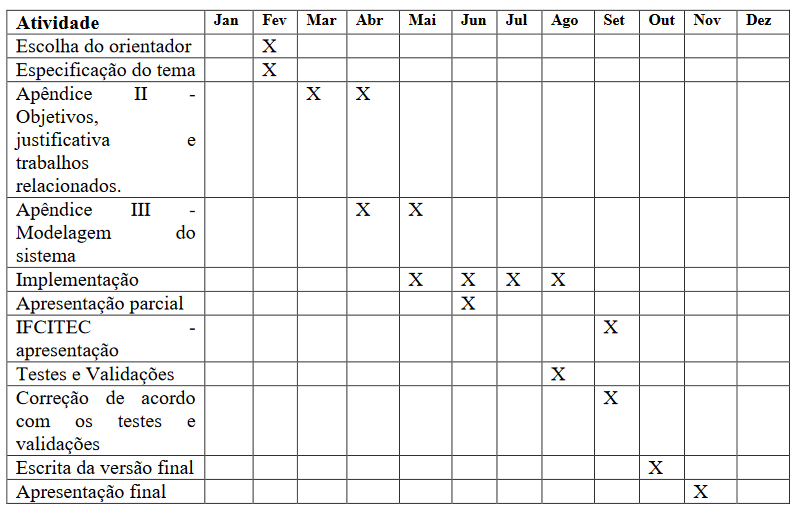 Atividade Jan Fev Mar Abr Mai Jun Jul Ago Set Out Nov Dez
Escolha do orientador X
Especificação do tema X
Apêndice II - X X
Objetivos,
justificativa e
trabalhos
relacionados.
Apêndice III - X X
Modelagem do
sistema
Implementação X X X X
Apresentação parcial X
IFCITEC - X
apresentação
Testes e Validações X
Correção de acordo X
com os testes e
validações
Escrita da versão final X
Apresentação final X